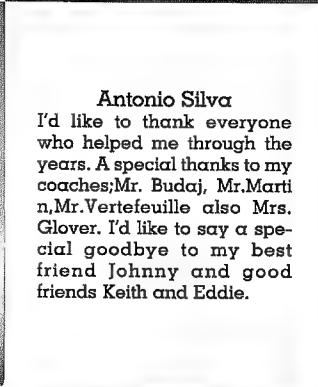 Antonio Silva
I'd like to thank everyone
who helped me through the
years. A special thanks to my
coaches;Mr. Budaj, Mr.Marti
n,Mr.Vertefeuille also Mrs.
Glover. I'd like to say a spe-
cial goodbye to my best
friend Johnny and good
friends Keith and Eddie.